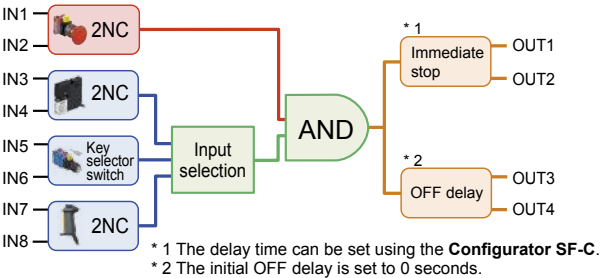 IN1
IN2
2NC
IN3
IN4
2NC
IN5
IN6
Key
selector
switch
IN7
IN8
2NC
Input
selection
AND
* 1
Immediate
stop
OUT1
OUT2
* 2
OFF delay
OUT3
OUT4
* 1 The delay time can be set using the Configurator SF-C.
* 2 The initial OFF delay is set to 0 seconds.